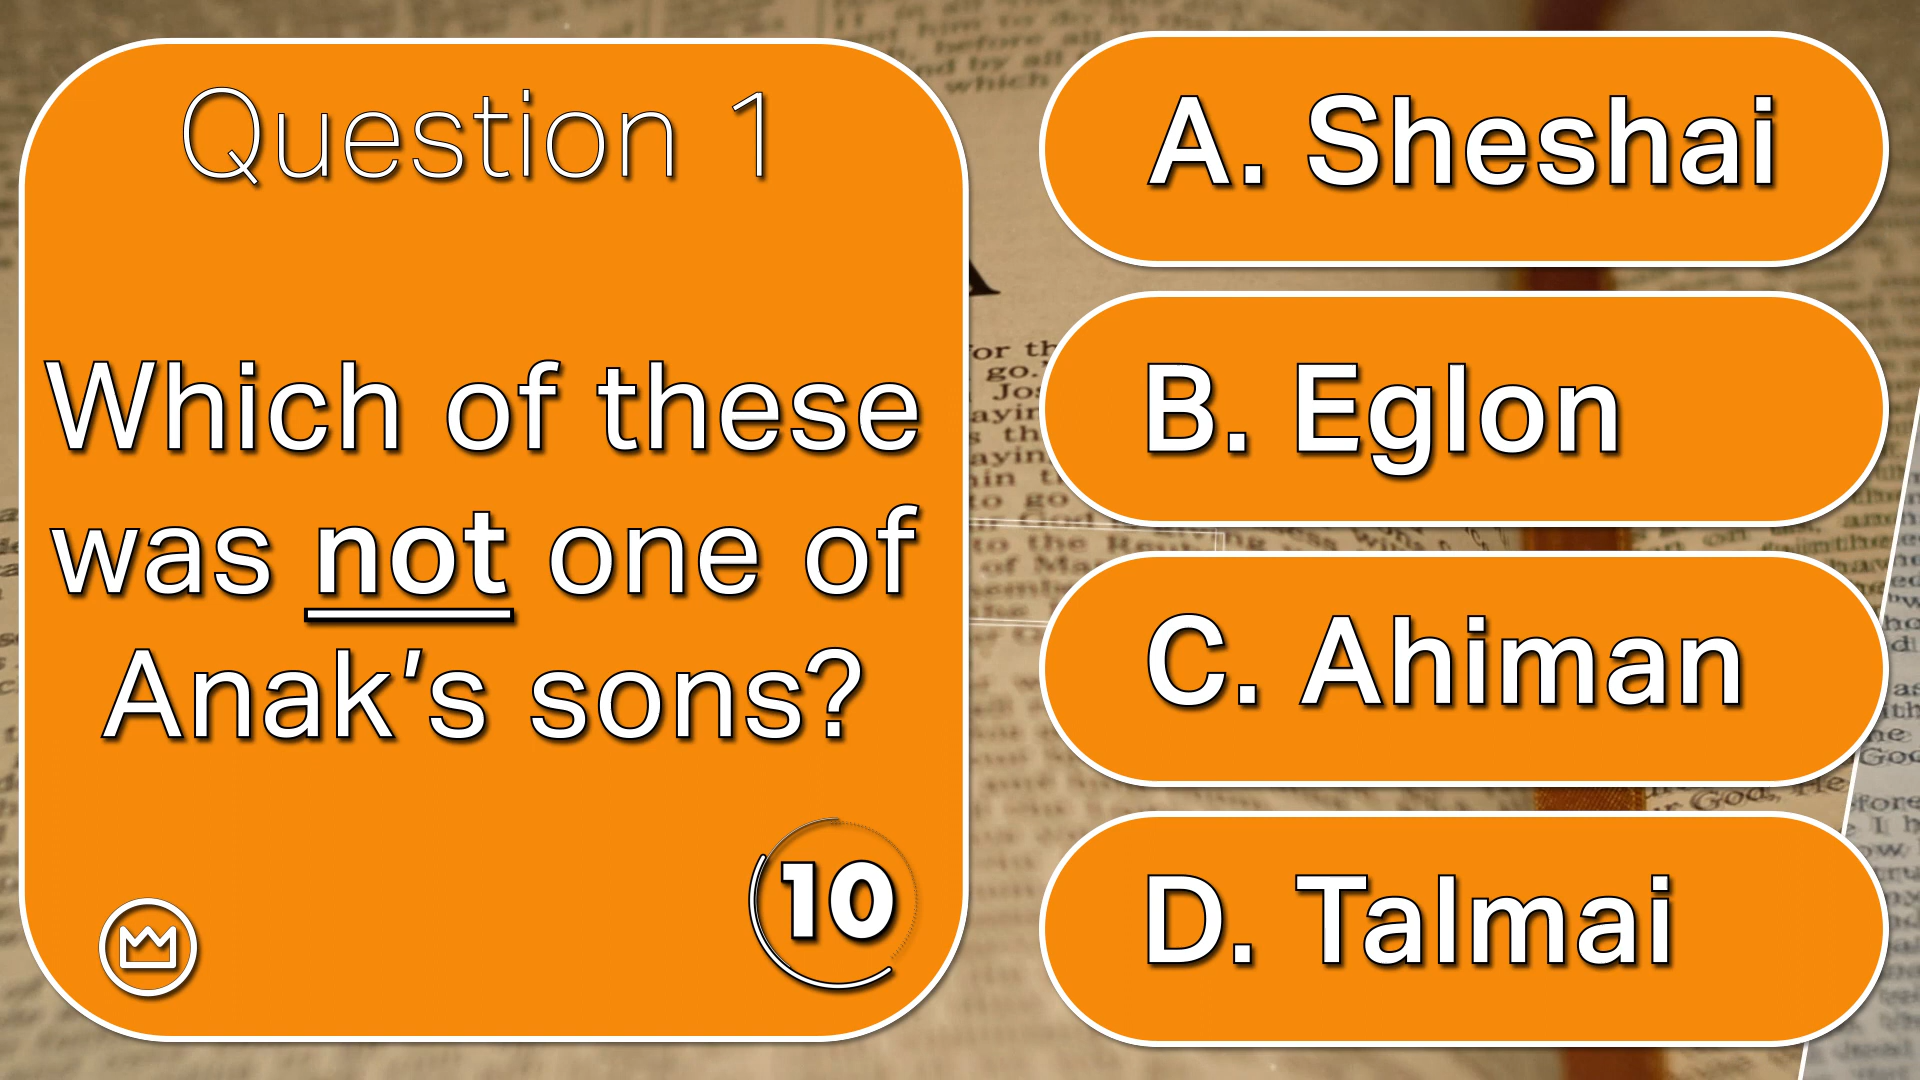 Question 1
Which of these
was not one of
Anak's sons?
10
A. Sheshai
B. Eglon
C. Ahiman
D. Talmai